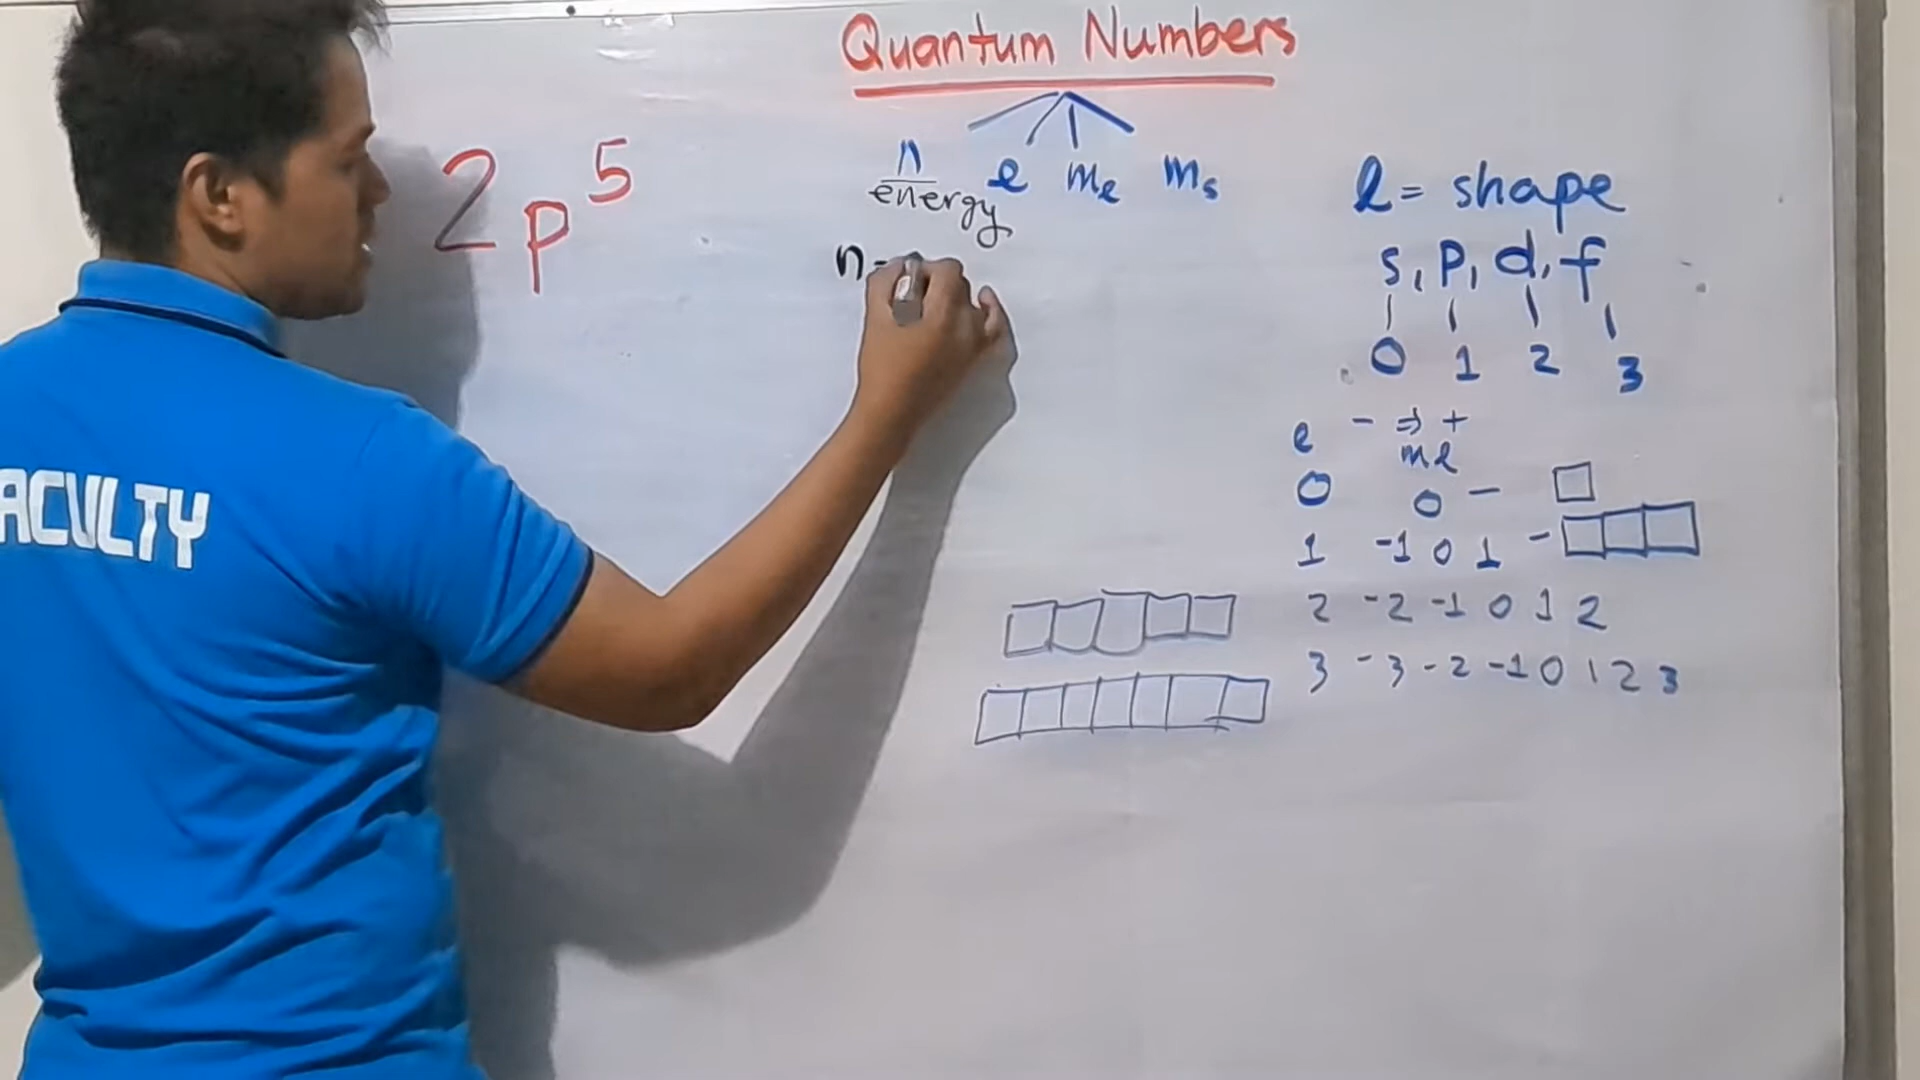 Quantum Numbers
2p⁵
n l mₗ mₛ
energy
n=
l = shape
s, p, d, f
0 1 2 3
l - ⇒ +
mₗ
0 0 -
1 -1 0 1 -
2 -2 -1 0 1 2
3 -3 -2 -1 0 1 2 3
ACULTY